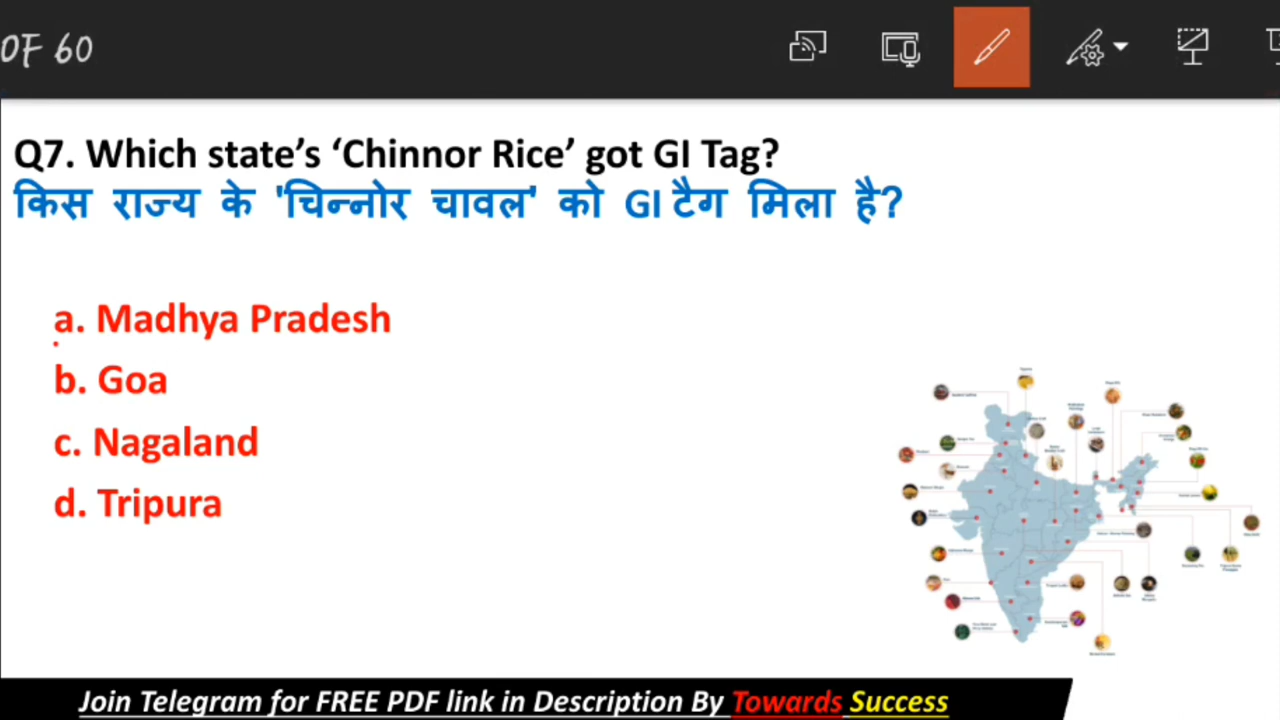 OF 60
Q7. Which state’s ‘Chinnor Rice’ got GI Tag?
किस राज्य के 'चिन्नोर चावल' को GI टैग मिला है?
a. Madhya Pradesh
b. Goa
c. Nagaland
d. Tripura
Join Telegram for FREE PDF link in Description By Towards Success